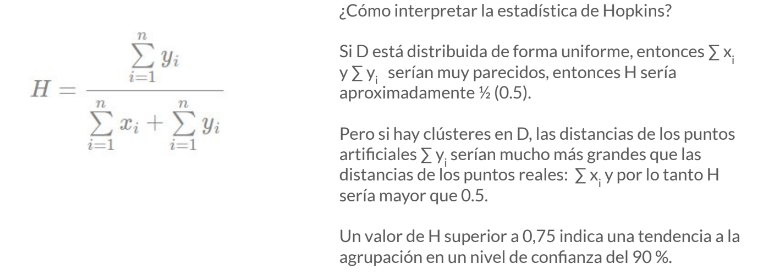 ¿Cómo interpretar la estadística de Hopkins?
Si D está distribuida de forma uniforme, entonces ∑ xᵢ
y ∑ yᵢ serían muy parecidos, entonces H sería
aproximadamente ½ (0.5).
Pero si hay clústeres en D, las distancias de los puntos
artificiales ∑ yᵢ serían mucho más grandes que las
distancias de los puntos reales: ∑ xᵢ y por lo tanto H
sería mayor que 0.5.
Un valor de H superior a 0,75 indica una tendencia a la
agrupación en un nivel de confianza del 90 %.
H = \frac{\sum_{i=1}^{n} y_i}{\sum_{i=1}^{n} x_i + \sum_{i=1}^{n} y_i}